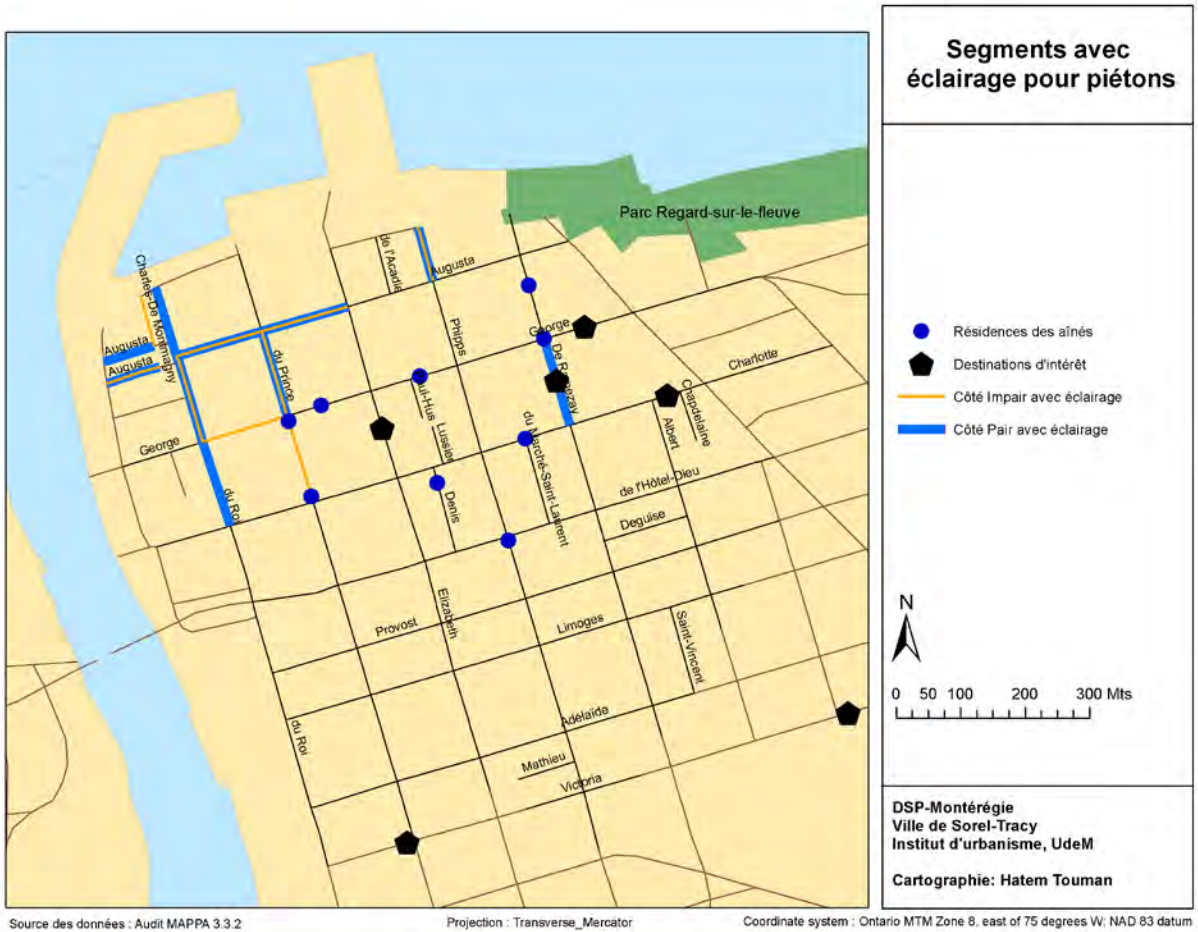 Segments avec
éclairage pour piétons
Parc Regard-sur-le-fleuve
de l'Acadie
Augusta
Charles-De Montmagny
Phipps
George
Augusta
Augusta
du Prince
De Ramezay
Charlotte
Chapdelaine
Albert
Lussier
du Marché-Saint-Laurent
George
du Roi
Denis
de l'Hôtel-Dieu
Deguise
Elizabeth
Provost
Limoges
Saint-Vincent
Adélaïde
du Roi
Mathieu
Victoria
Résidences des aînés
Destinations d'intérêt
Côté Impair avec éclairage
Côté Pair avec éclairage
N
0 50 100 200 300 Mts
DSP-Montérégie
Ville de Sorel-Tracy
Institut d'urbanisme, UdeM
Cartographie: Hatem Touman
Source des données : Audit MAPPA 3.3.2
Projection : Transverse_Mercator
Coordinate system : Ontario MTM Zone 8, east of 75 degrees W; NAD 83 datum